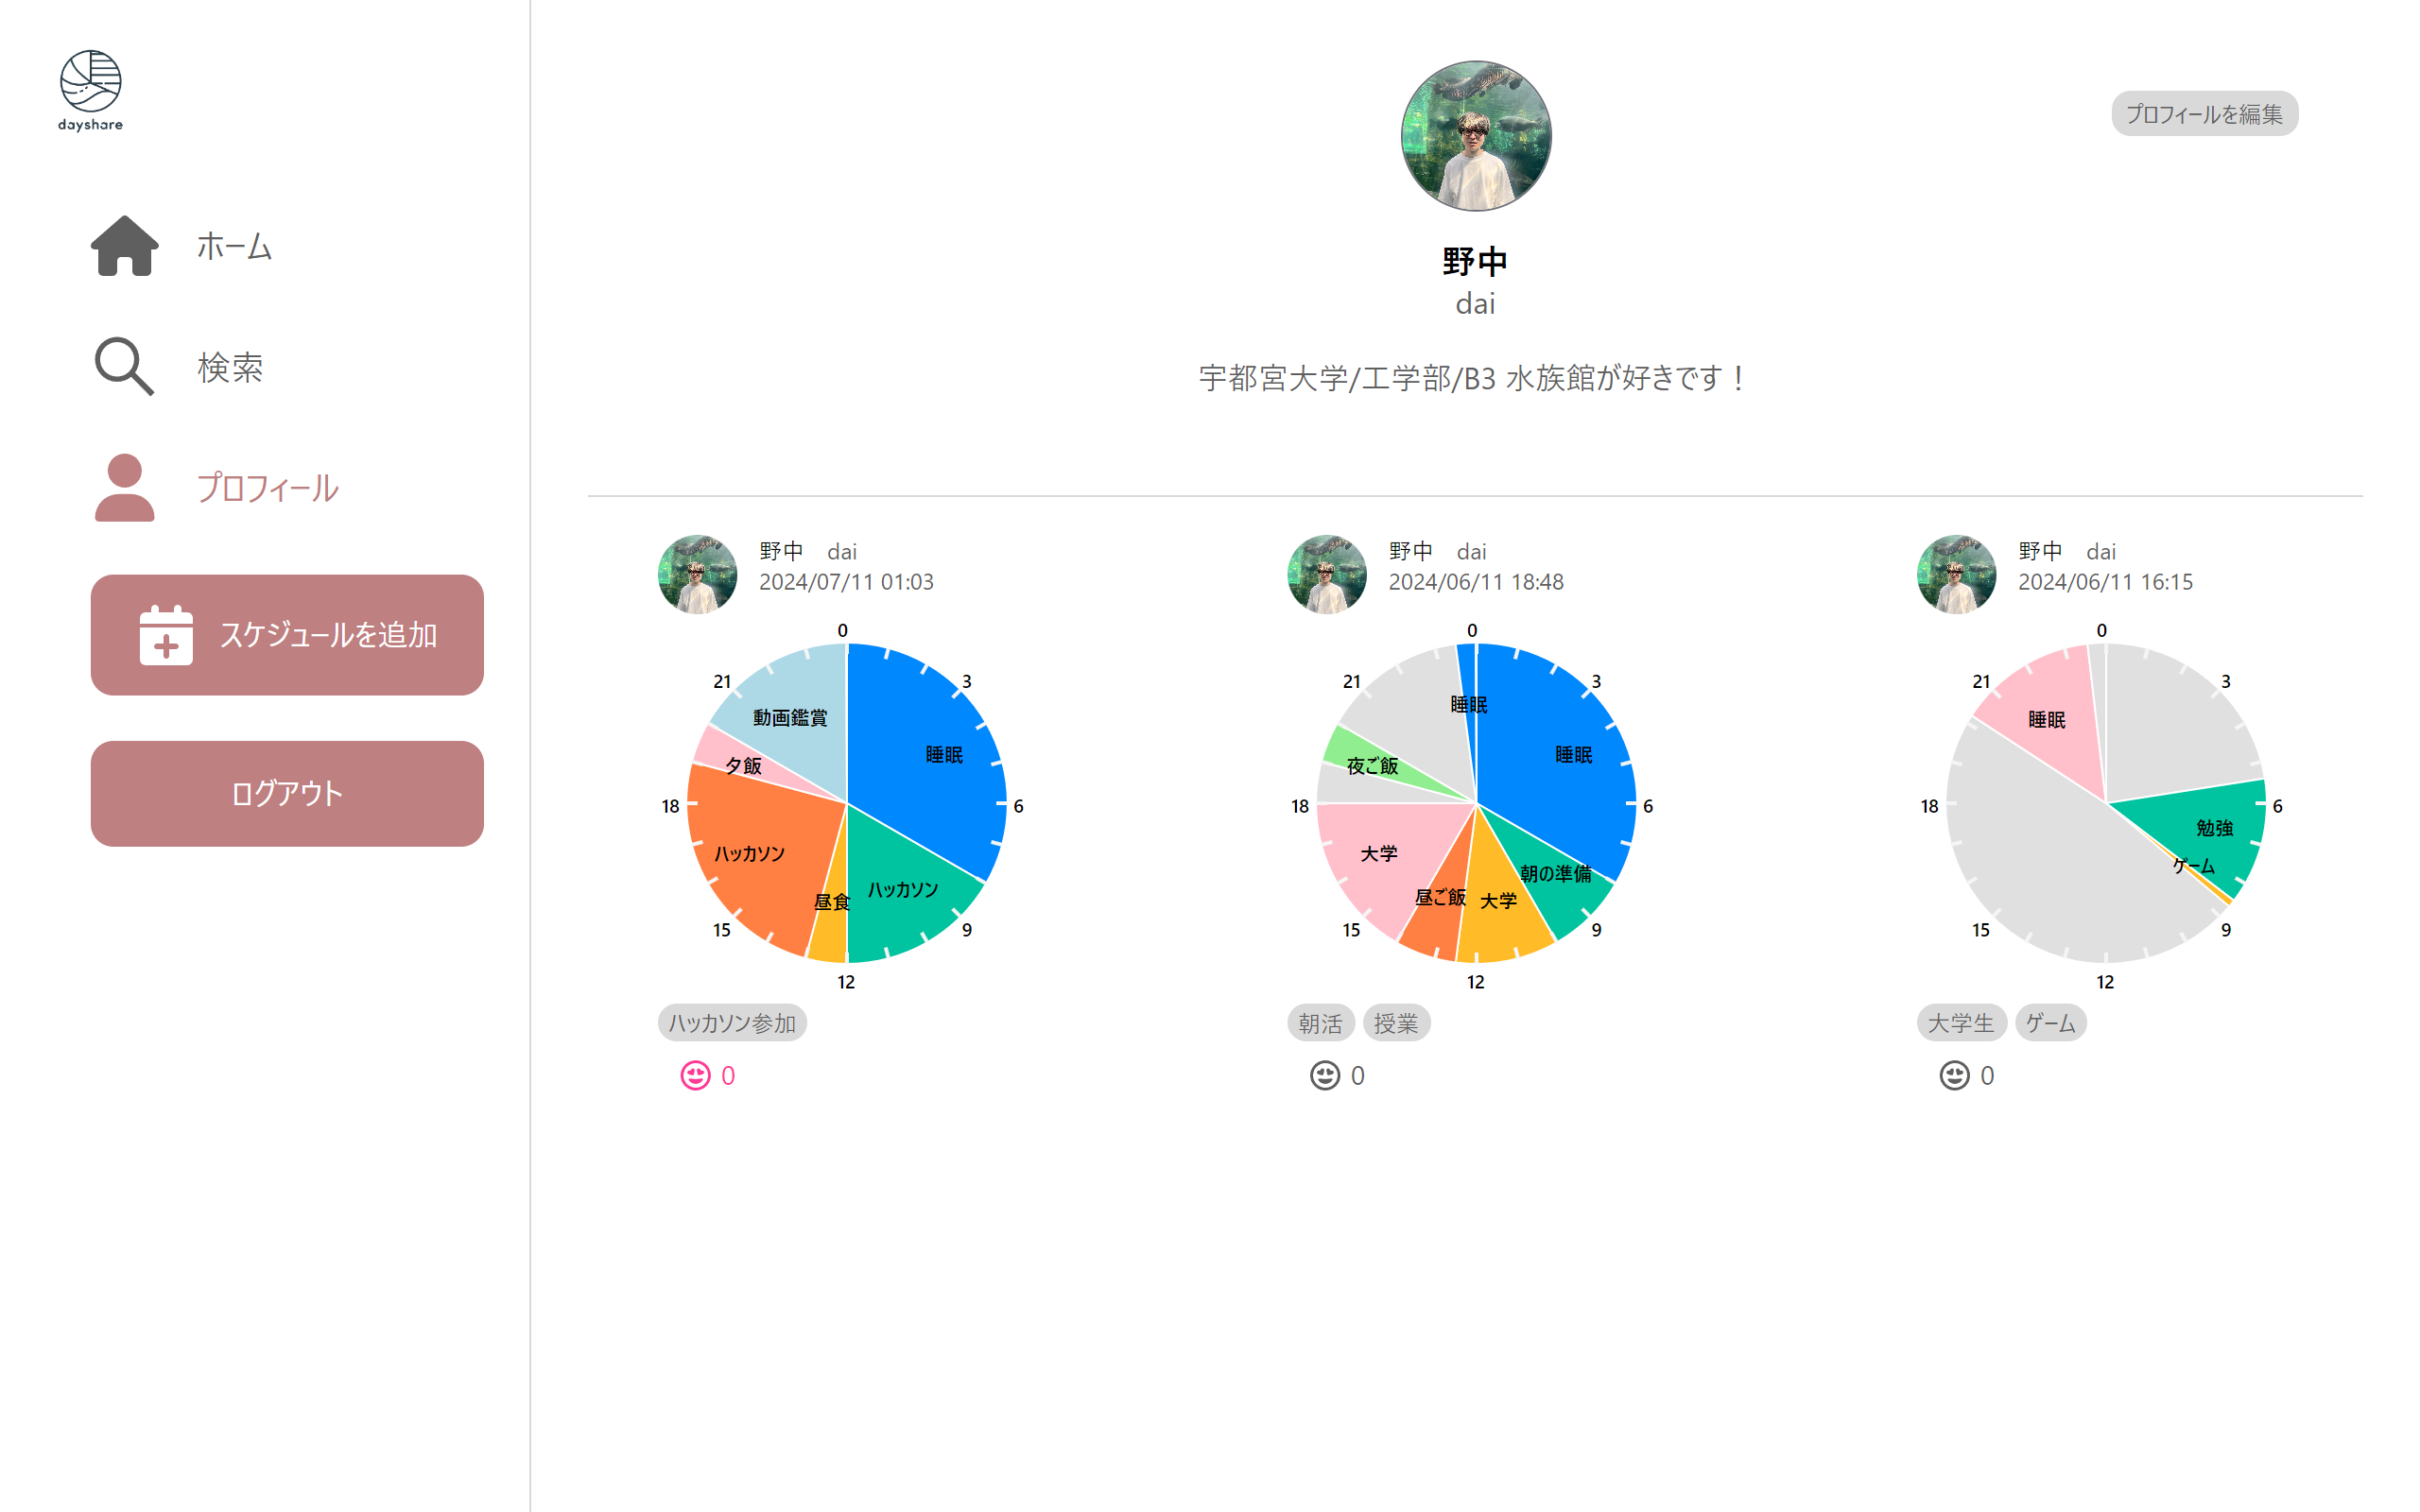 dayshare
ホーム
検索
プロフィール
スケジュールを追加
ログアウト
プロフィールを編集
野中
dai
宇都宮大学/工学部/B3 水族館が好きです！
野中 dai
2024/07/11 01:03
0
21
3
動画鑑賞
睡眠
夕飯
18
6
ハッカソン
ハッカソン
昼食
15
9
12
ハッカソン参加
0
野中 dai
2024/06/11 18:48
0
21
3
睡眠
睡眠
夜ご飯
18
6
大学
朝の準備
昼ご飯
大学
15
9
12
朝活 授業
0
野中 dai
2024/06/11 16:15
0
21
3
睡眠
18
6
勉強
ゲーム
15
9
12
大学生 ゲーム
0